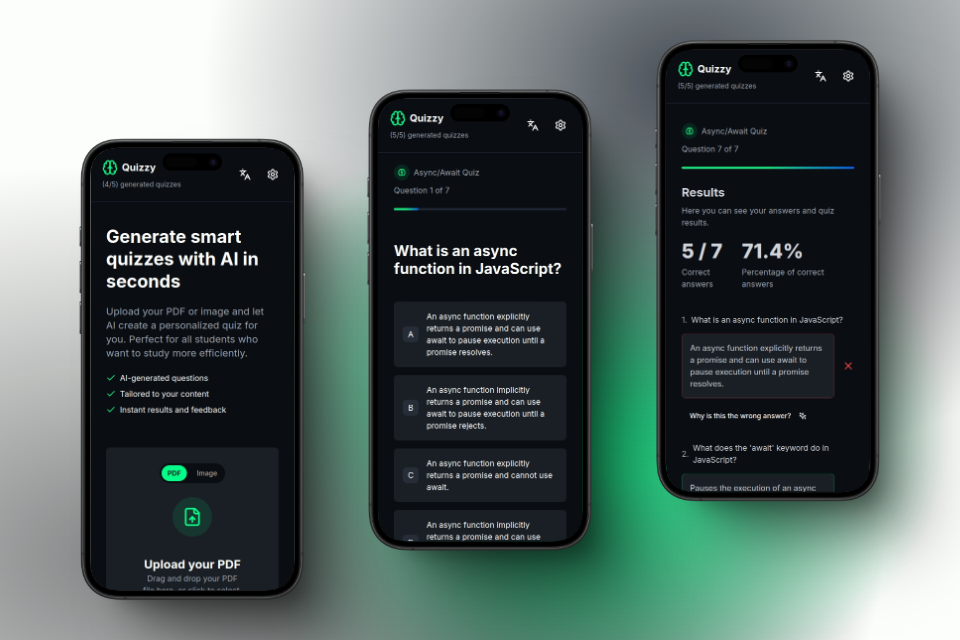 Quizzy
(4/5) generated quizzes
Generate smart
quizzes with AI in
seconds
Upload your PDF or image and let
AI create a personalized quiz for
you. Perfect for all students who
want to study more efficiently.
AI-generated questions
Tailored to your content
Instant results and feedback
PDF
Image
Upload your PDF
Drag and drop your PDF
file here, or click to select
Quizzy
(5/5) generated quizzes
Async/Await Quiz
Question 1 of 7
What is an async
function in JavaScript?
A
An async function explicitly
returns a promise and can use
await to pause execution until a
promise resolves.
B
An async function implicitly
returns a promise and can use
await to pause execution until a
promise rejects.
C
An async function explicitly
returns a promise and cannot use
await.
An async function implicitly
returns a promise and can use
Quizzy
(5/5) generated quizzes
Async/Await Quiz
Question 7 of 7
Results
Here you can see your answers and quiz
results.
5 / 7
Correct
answers
71.4%
Percentage of correct
answers
1. What is an async function in JavaScript?
An async function explicitly returns
a promise and can use await to
pause execution until a promise
resolves.
Why is this the wrong answer?
2. What does the 'await' keyword do in
JavaScript?
Pauses the execution of an async